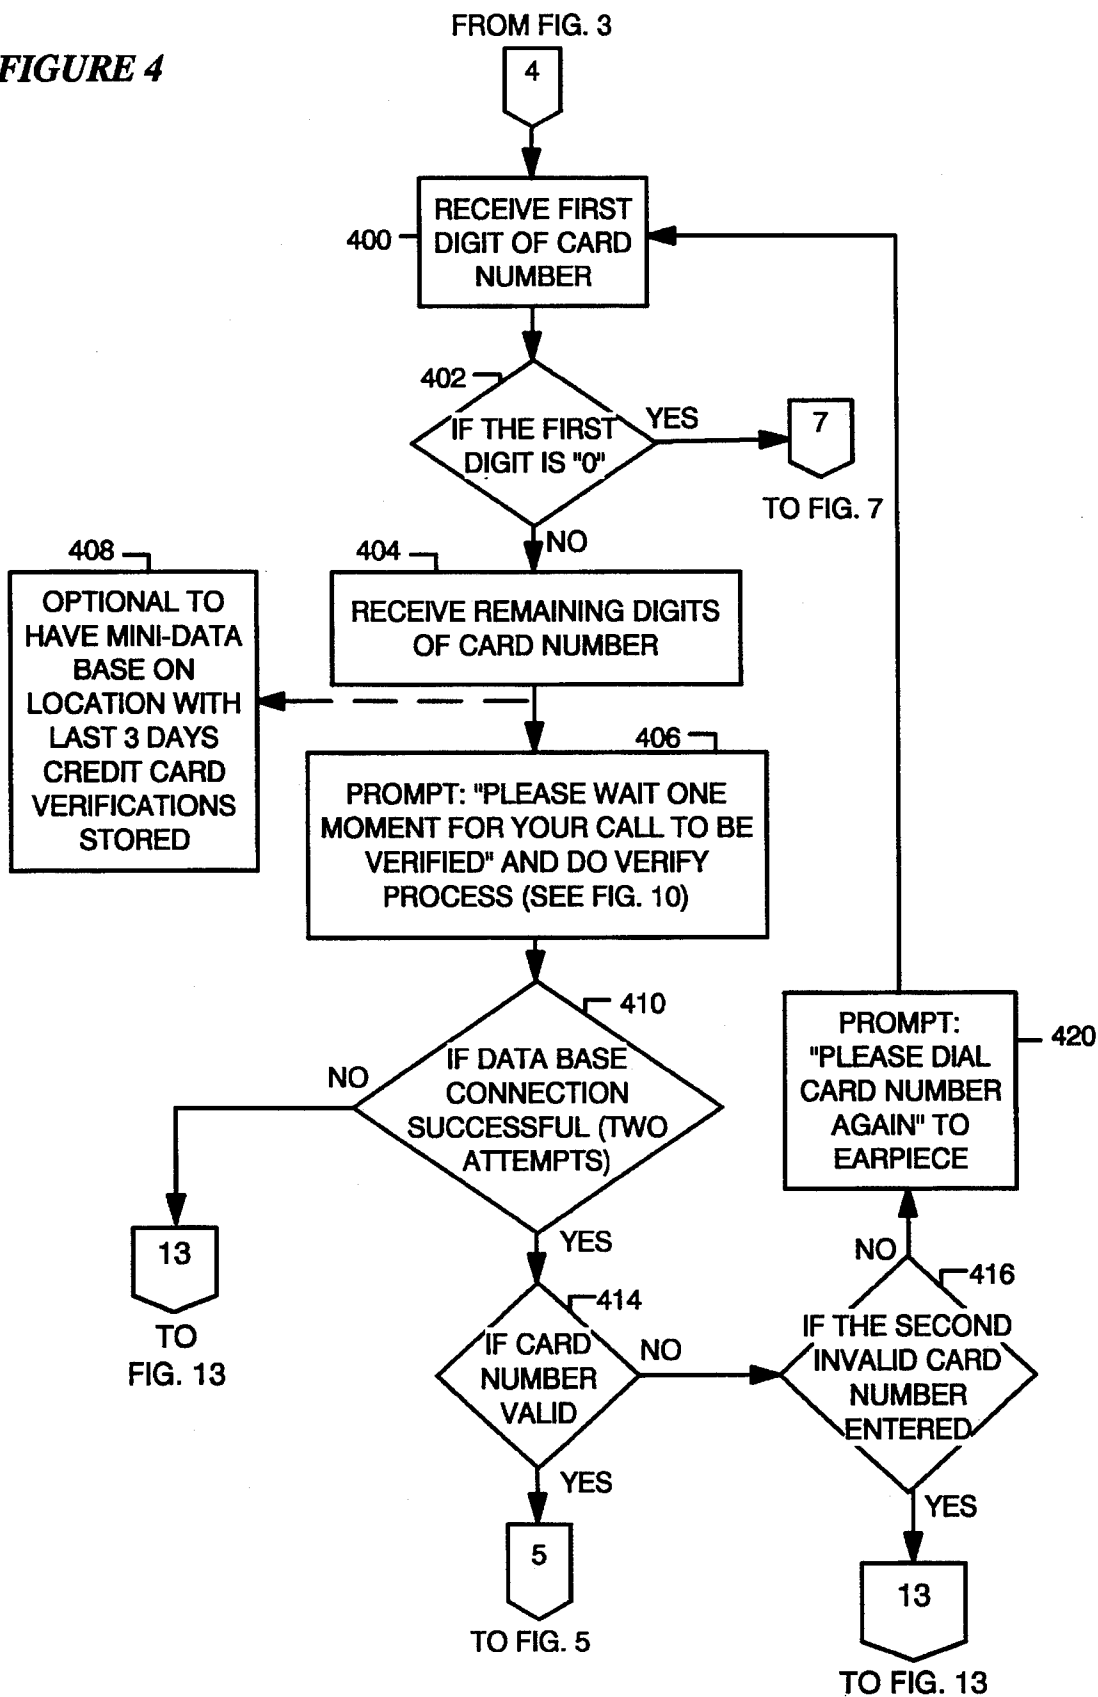 FROM FIG. 3
FIGURE 4
4
RECEIVE FIRST
DIGIT OF CARD
NUMBER
400
402
IF THE FIRST
DIGIT IS "0"
YES
7
TO FIG. 7
NO
408
OPTIONAL TO
HAVE MINI-DATA
BASE ON
LOCATION WITH
LAST 3 DAYS
CREDIT CARD
VERIFICATIONS
STORED
404
RECEIVE REMAINING DIGITS
OF CARD NUMBER
406
PROMPT: "PLEASE WAIT ONE
MOMENT FOR YOUR CALL TO BE
VERIFIED" AND DO VERIFY
PROCESS (SEE FIG. 10)
410
IF DATA BASE
CONNECTION
SUCCESSFUL (TWO
ATTEMPTS)
NO
13
TO
FIG. 13
YES
414
IF CARD
NUMBER
VALID
NO
YES
5
TO FIG. 5
PROMPT:
"PLEASE DIAL
CARD NUMBER
AGAIN" TO
EARPIECE
420
NO
416
IF THE SECOND
INVALID CARD
NUMBER
ENTERED
YES
13
TO FIG. 13